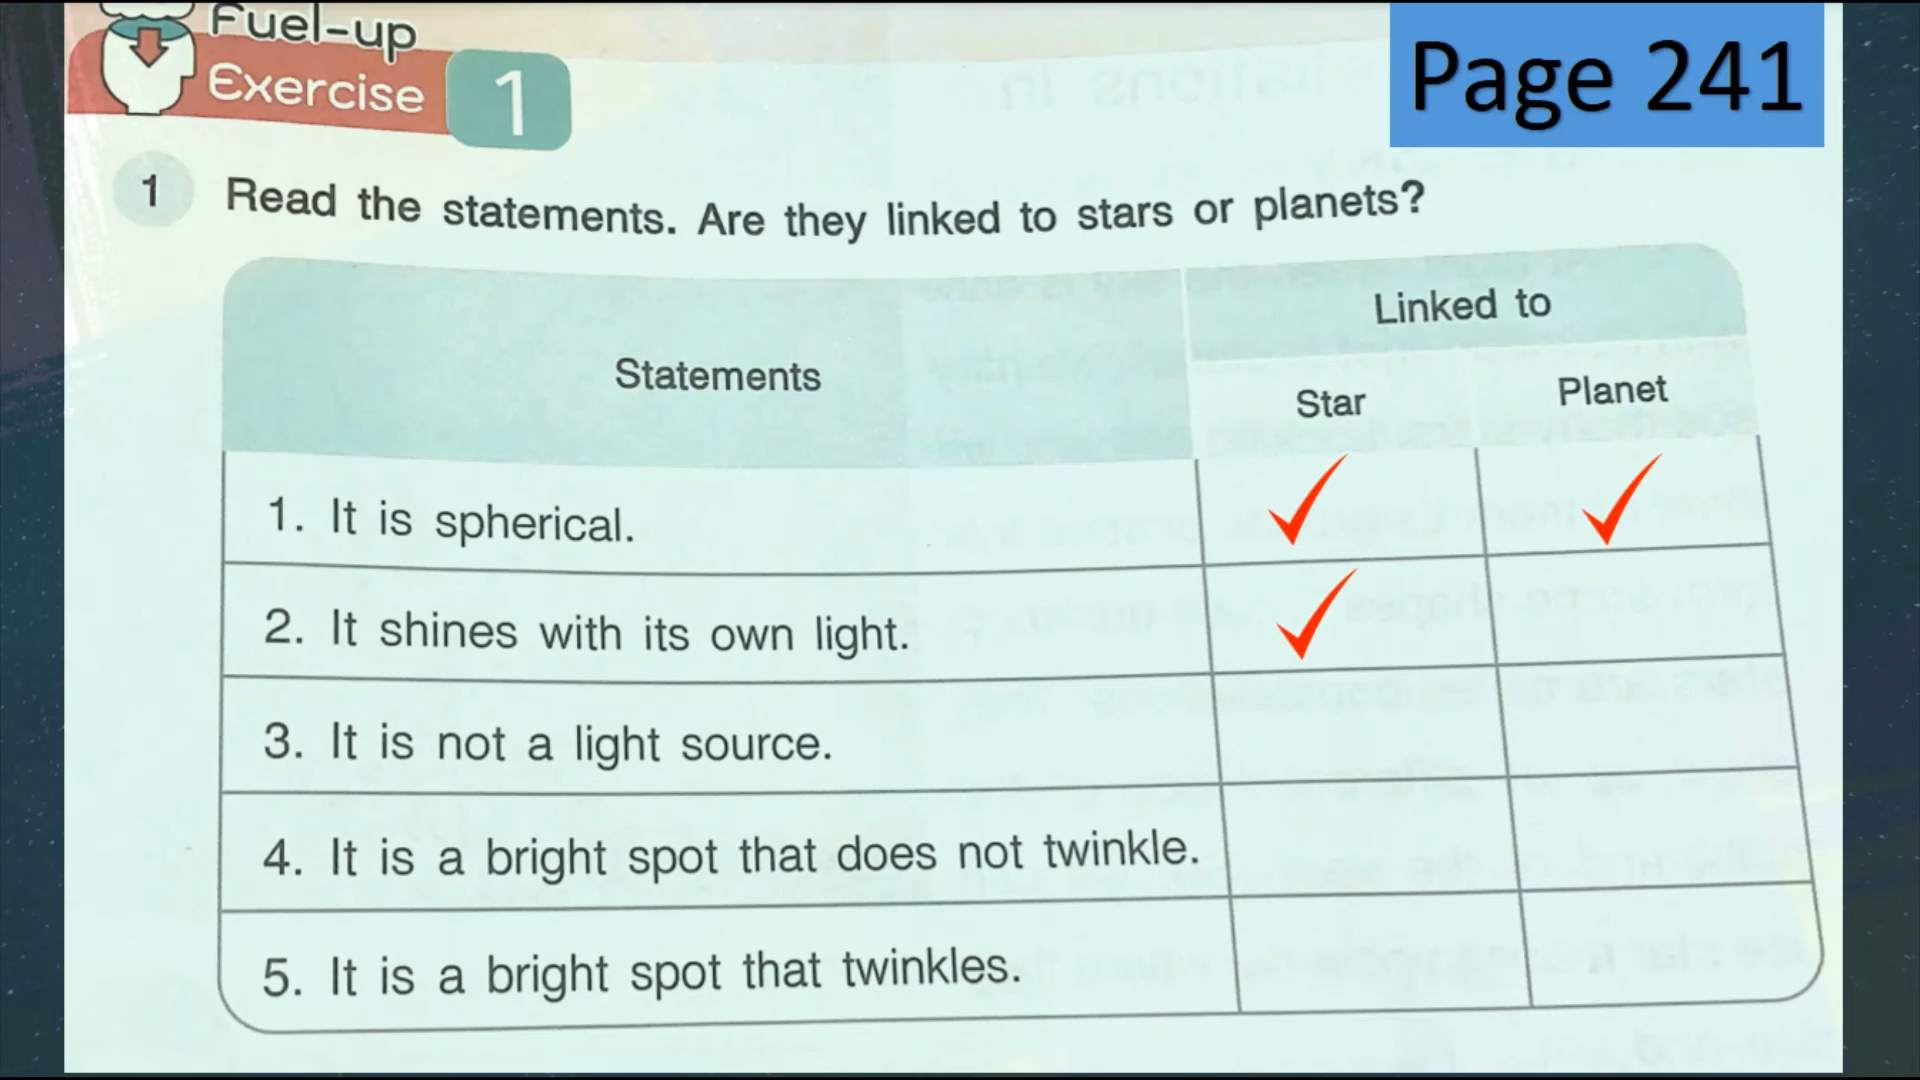 Fuel-up
Exercise 1
Page 241
1 Read the statements. Are they linked to stars or planets?
Statements
Linked to
Star
Planet
1. It is spherical.
2. It shines with its own light.
3. It is not a light source.
4. It is a bright spot that does not twinkle.
5. It is a bright spot that twinkles.